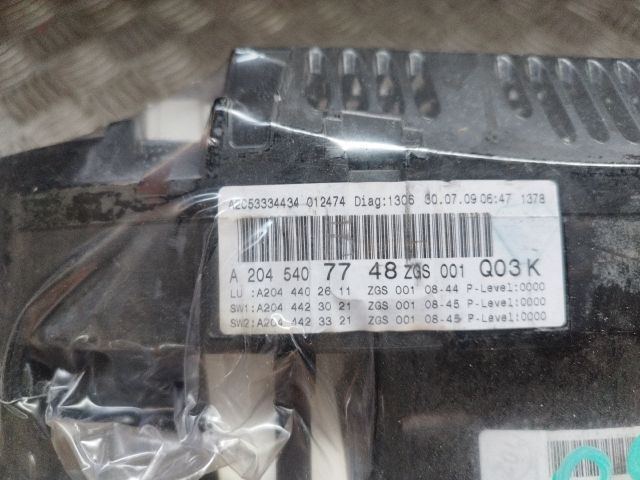 A2C53334434 012474 Diag:1306 30.07.09 06:47 1378
A 204 540 77 48 ZGS 001 Q03K
LU :A204 440 26 11 ZGS 001 08-44 P-Level:0000
SW1:A204 442 30 21 ZGS 001 08-45 P-Level:0000
SW2:A204 442 33 21 ZGS 001 08-45 P-Level:0000